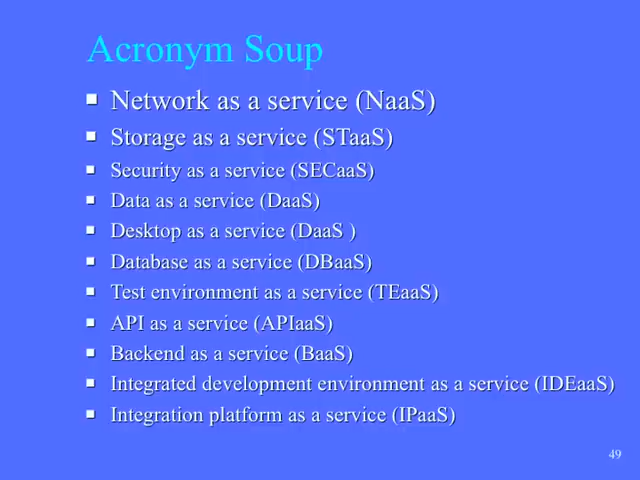 Acronym Soup
Network as a service (NaaS)
Storage as a service (STaaS)
Security as a service (SECaaS)
Data as a service (DaaS)
Desktop as a service (DaaS )
Database as a service (DBaaS)
Test environment as a service (TEaaS)
API as a service (APIaaS)
Backend as a service (BaaS)
Integrated development environment as a service (IDEaaS)
Integration platform as a service (IPaaS)
49